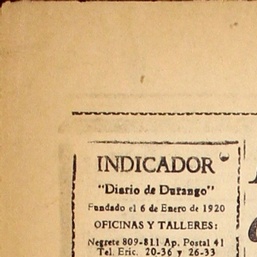 INDICADOR
"Diario de Durango"
Fundado el 6 de Enero de 1920
OFICINAS Y TALLERES:
Negrete 809-811 Ap. Postal 41
Tel. Eric. 20-36 y 26-33